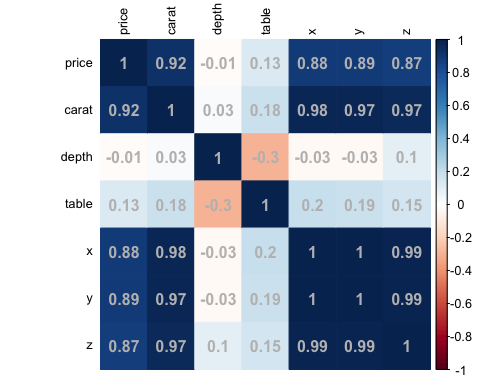 price carat depth table x y z
price 1 0.92 -0.01 0.13 0.88 0.89 0.87
carat 0.92 1 0.03 0.18 0.98 0.97 0.97
depth -0.01 0.03 1 -0.3 -0.03 -0.03 0.1
table 0.13 0.18 -0.3 1 0.2 0.19 0.15
x 0.88 0.98 -0.03 0.2 1 1 0.99
y 0.89 0.97 -0.03 0.19 1 1 0.99
z 0.87 0.97 0.1 0.15 0.99 0.99 1
1
0.8
0.6
0.4
0.2
0
-0.2
-0.4
-0.6
-0.8
-1